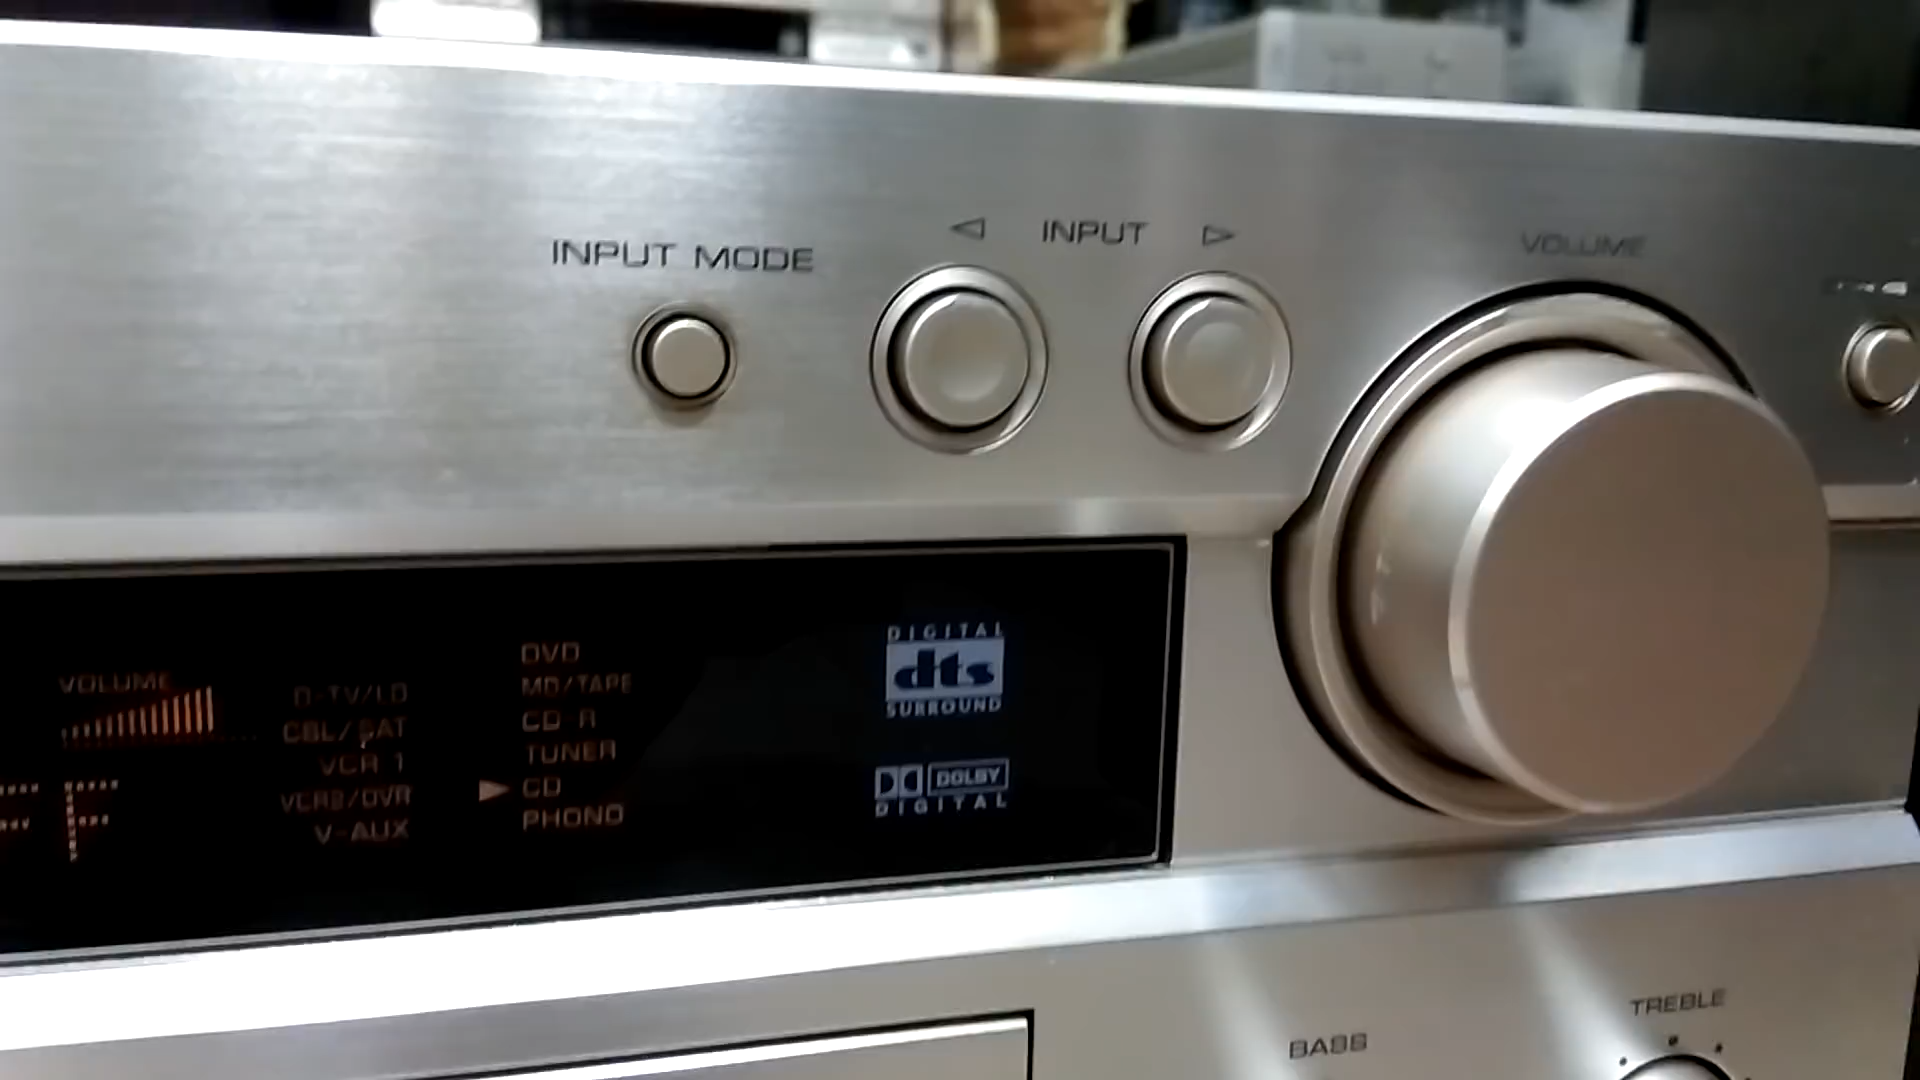 INPUT MODE
INPUT
VOLUME
VOLUME
D-TV/LD
CBL/SAT
VCR 1
VCR2/DVR
V-AUX
DVD
MD/TAPE
CD R
TUNER
CD
PHONO
DIGITAL
dts
SURROUND
DOLBY
DIGITAL
BASS
TREBLE